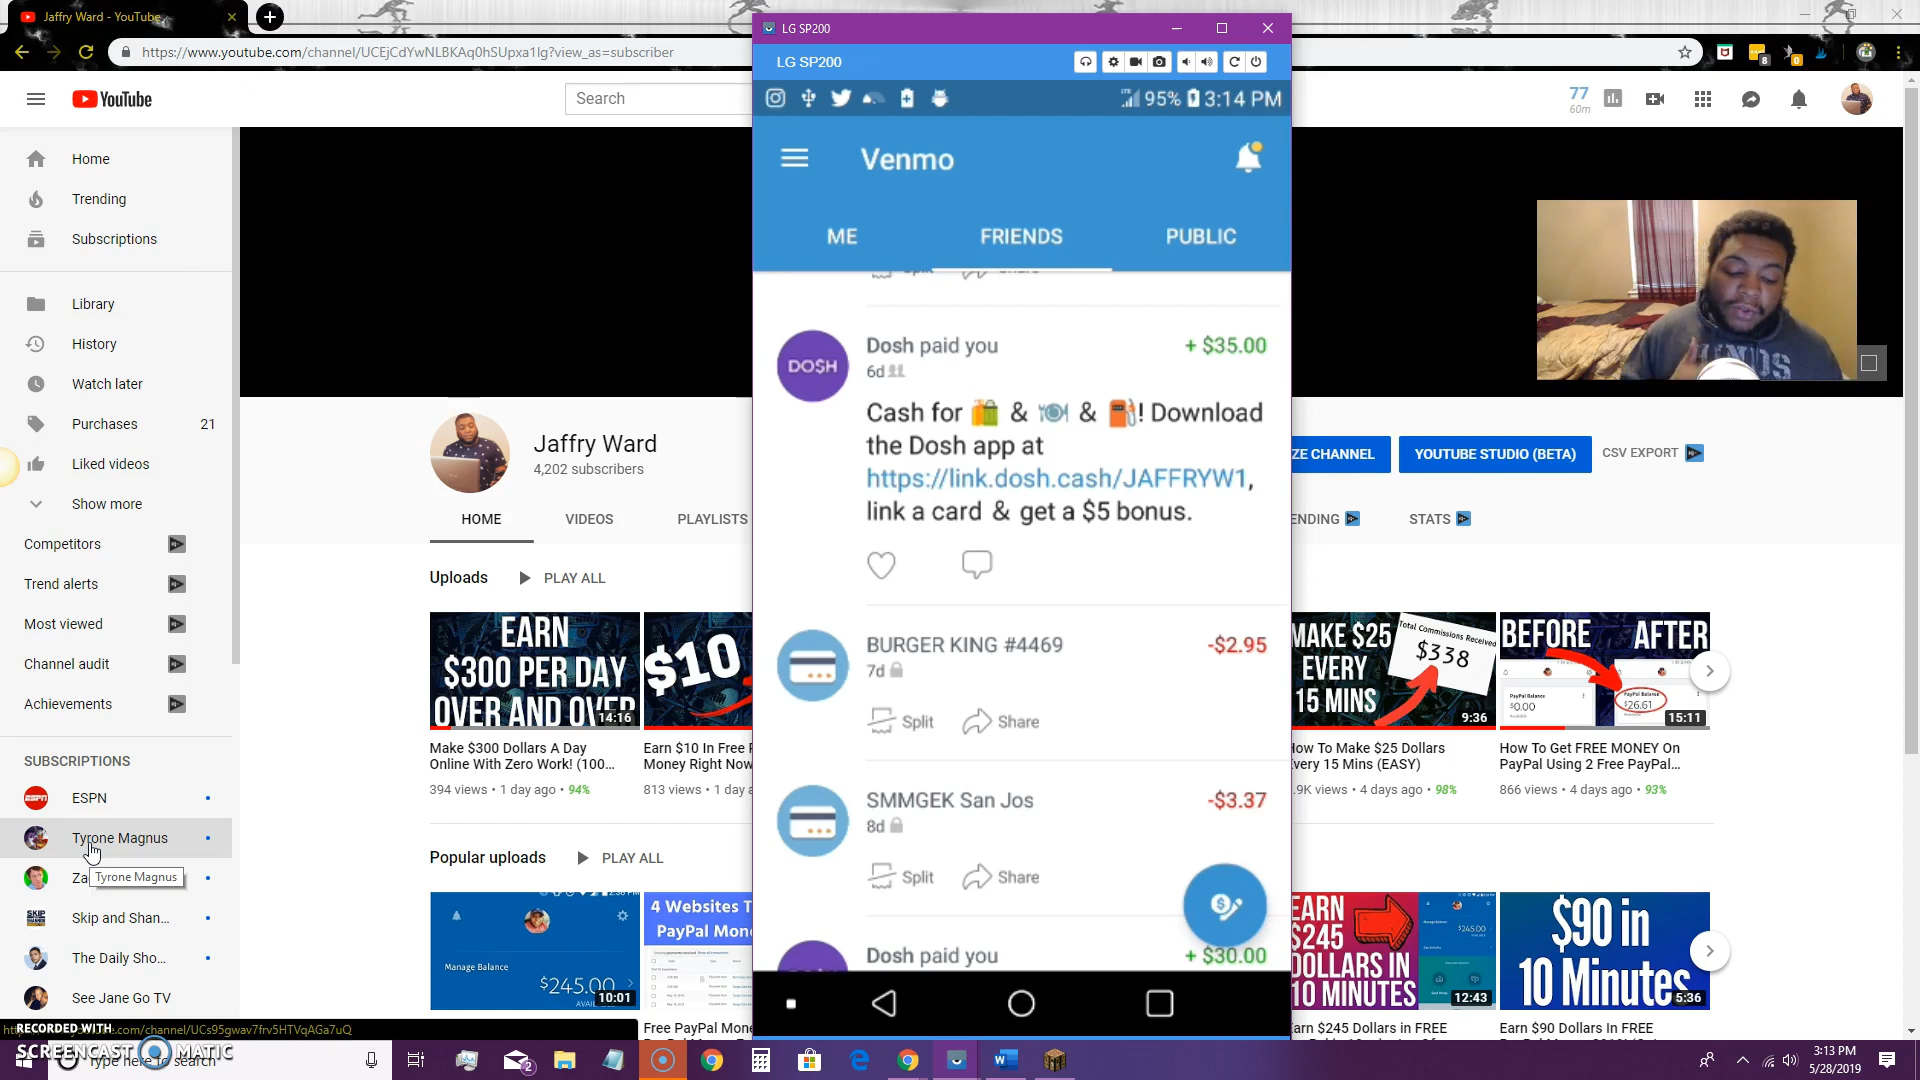 Jaffry Ward - YouTube
https://www.youtube.com/channel/UCEjCdYwNLBKAq0hSUpxa1lg?view_as=subscriber
YouTube
Search
77
60m
Home
Trending
Subscriptions
Library
History
Watch later
Purchases 21
Liked videos
Show more
Competitors
Trend alerts
Most viewed
Channel audit
Achievements
SUBSCRIPTIONS
ESPN
Tyrone Magnus
Za
Tyrone Magnus
Skip and Shan...
The Daily Sho...
See Jane Go TV
Jaffry Ward
4,202 subscribers
ZE CHANNEL
YOUTUBE STUDIO (BETA)
CSV EXPORT
HOME
VIDEOS
PLAYLISTS
ENDING
STATS
Uploads
PLAY ALL
EARN
$300 PER DAY
OVER AND OVER
14:16
Make $300 Dollars A Day
Online With Zero Work! (100...
394 views • 1 day ago • 94%
$10
Earn $10 In Free
Money Right Now
813 views • 1 day
MAKE $25
EVERY
15 MINS
Total Commissions Received
$338
9:36
How To Make $25 Dollars
Every 15 Mins (EASY)
.9K views • 4 days ago • 98%
BEFORE AFTER
PayPal Balance
$0.00
PayPal Balance
$26.61
15:11
How To Get FREE MONEY On
PayPal Using 2 Free PayPal...
866 views • 4 days ago • 93%
Popular uploads
PLAY ALL
Manage Balance
$245.00
10:01
4 Websites T
PayPal Mon
Free PayPal Mone
EARN
$245
DOLLARS IN
10 MINUTES
$245.00
12:43
arn $245 Dollars in FREE
$90 in
10 Minutes
5:36
Earn $90 Dollars In FREE
LG SP200
LG SP200
95% 3:14 PM
Venmo
ME
FRIENDS
PUBLIC
Dosh paid you + $35.00
6d
DO$H
Cash for & & ! Download
the Dosh app at
https://link.dosh.cash/JAFFRYW1,
link a card & get a $5 bonus.
BURGER KING #4469 -$2.95
7d
Split Share
SMMGEK San Jos -$3.37
8d
Split Share
Dosh paid you + $30.00
.com/channel/UCs95gwav7frv5HTVqAGa7uQ
RECORDED WITH
SCREENCAST MATIC
Type here to search
3:13 PM
5/28/2019